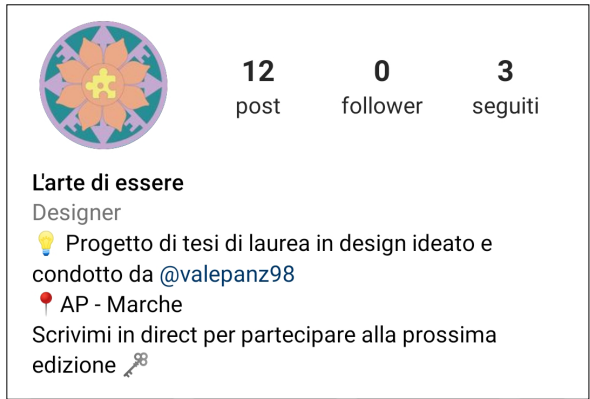 12 0 3
post follower seguiti
L'arte di essere
Designer
💡 Progetto di tesi di laurea in design ideato e
condotto da @valepanz98
📍AP - Marche
Scrivimi in direct per partecipare alla prossima
edizione 🗝